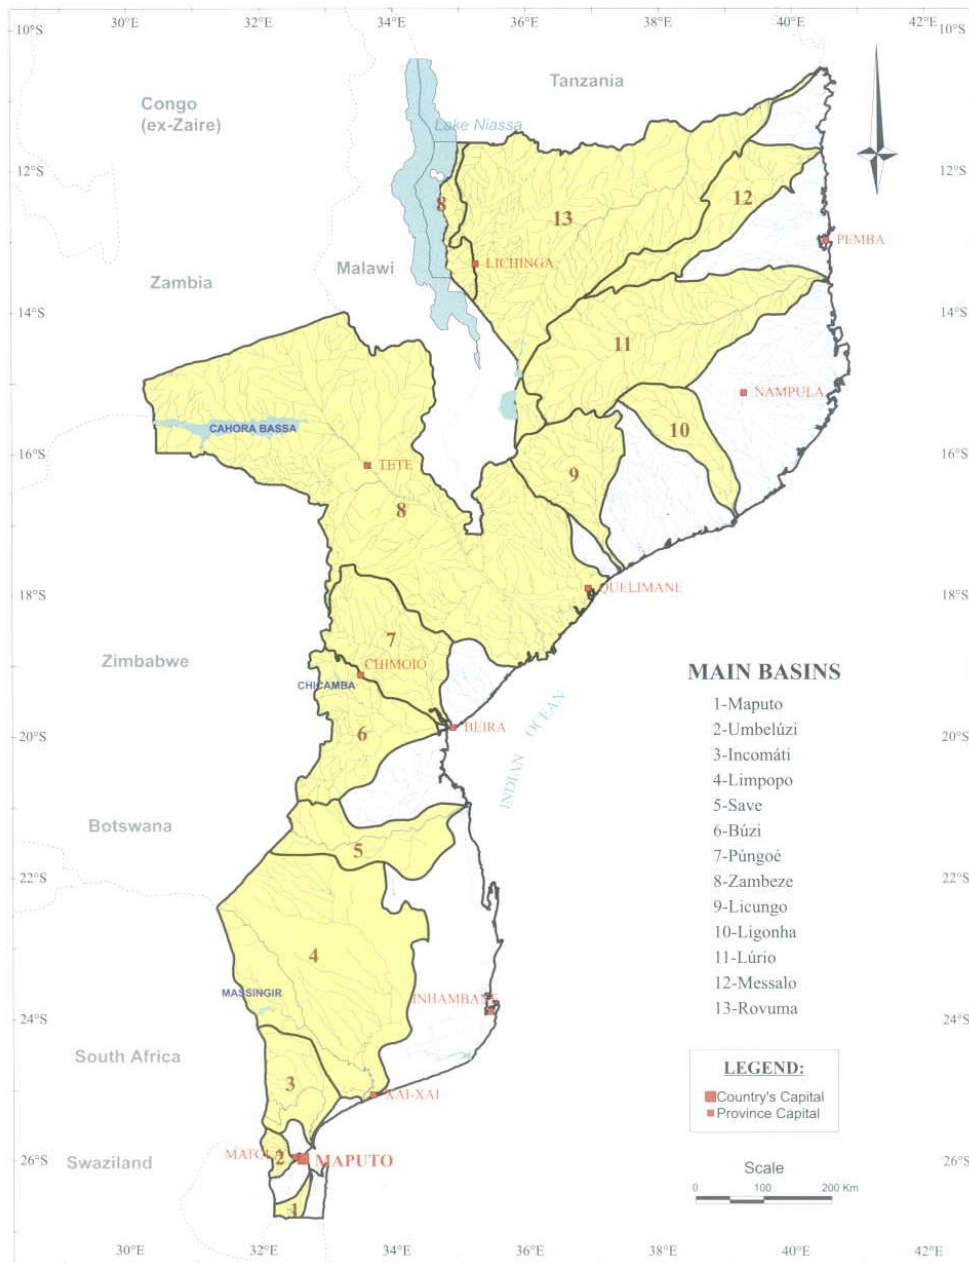 30°E 32°E 34°E 36°E 38°E 40°E 42°E
10°S 10°S
Tanzania
Congo
(ex-Zaire)
Lake Niassa
12°S 12°S
8
12
13
PEMBA
LICHINGA
Malawi
Zambia
14°S 14°S
11
NAMPULA
CAHORA BASSA
10
16°S 16°S
TETE
9
8
QUELIMANE
18°S 18°S
7
Zimbabwe
CHIMOIO
CHICAMBA
BEIRA
6
20°S 20°S
INDIAN OCEAN
Botswana
5
22°S 22°S
4
MASSINGIR
INHAMBANE
24°S 24°S
South Africa
3
XAI-XAI
2
MAPUTO
26°S 26°S
Swaziland
1
MAIN BASINS
1-Maputo
2-Umbelúzi
3-Incomáti
4-Limpopo
5-Save
6-Búzi
7-Púngoè
8-Zambeze
9-Licungo
10-Ligonha
11-Lúrio
12-Messalo
13-Rovuma
LEGEND:
Country's Capital
Province Capital
Scale
0 100 200 Km
30°E 32°E 34°E 36°E 38°E 40°E 42°E